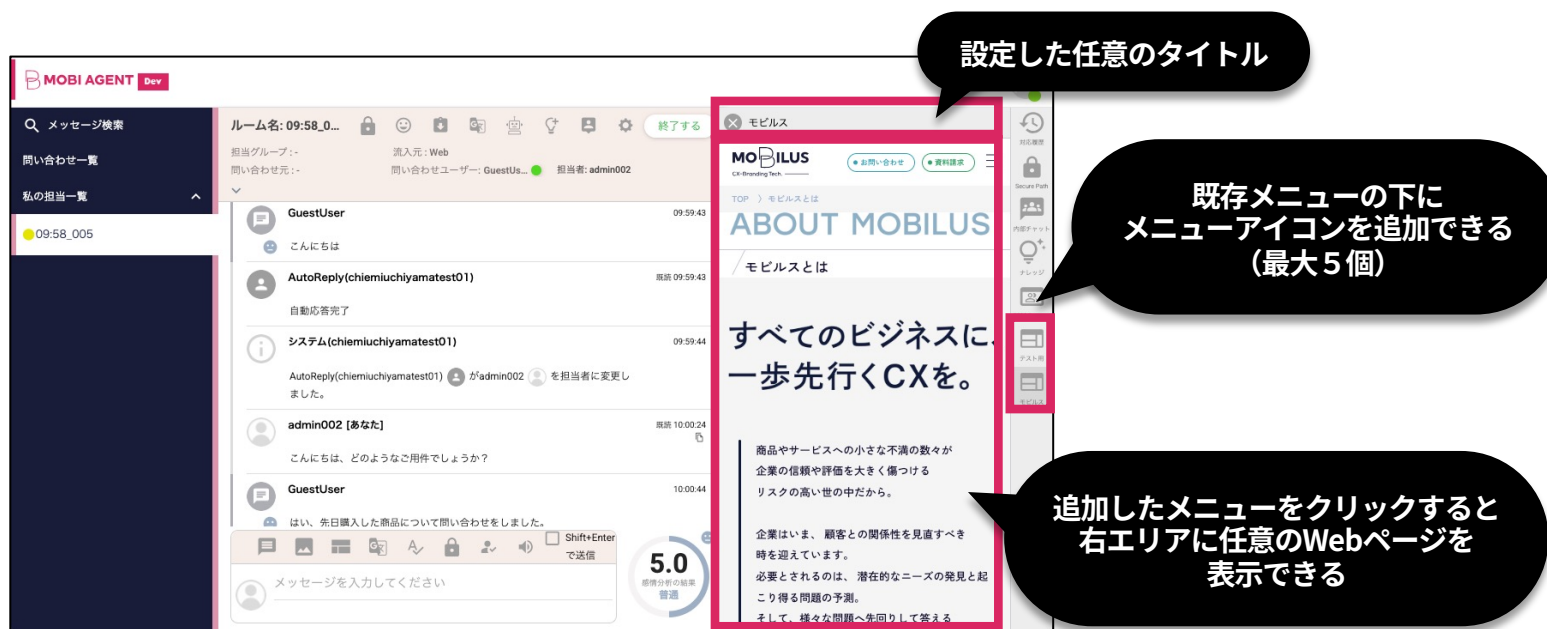 設定した任意のタイトル
MOBI AGENT Dev
メッセージ検索
問い合わせ一覧
私の担当一覧
09:58_005
ルーム名: 09:58_0...
終了する
担当グループ : -
流入元 : Web
問い合わせ元 : -
問い合わせユーザー: GuestUs...
担当者: admin002
GuestUser
09:59:43
こんにちは
AutoReply(chiemiuchiyamatest01)
既読 09:59:43
自動応答完了
システム(chiemiuchiyamatest01)
09:59:44
AutoReply(chiemiuchiyamatest01) がadmin002 を担当者に変更し
ました。
admin002 [あなた]
既読 10:00:24
こんにちは、どのようなご用件でしょうか？
GuestUser
10:00:44
はい、先日購入した商品について問い合わせをしました。
Shift+Enter
で送信
メッセージを入力してください
5.0
感情分析の結果
普通
モビルス
MOBILUS
CX-Branding Tech.
お問い合わせ
資料請求
TOP 〉 モビルスとは
ABOUT MOBILUS
モビルスとは
すべてのビジネスに、
一歩先行くCXを。
商品やサービスへの小さな不満の数々が
企業の信頼や評価を大きく傷つける
リスクの高い世の中だから。
企業はいま、 顧客との関係性を見直すべき
時を迎えています。
必要とされるのは、 潜在的なニーズの発見と起
こり得る問題の予測。
そして、様々な問題へ先回りして答える
対応履歴
Secure Path
内部チャット
ナレッジ
テスト用
モビルス
既存メニューの下に
メニューアイコンを追加できる
（最大５個）
追加したメニューをクリックすると
右エリアに任意のWebページを
表示できる